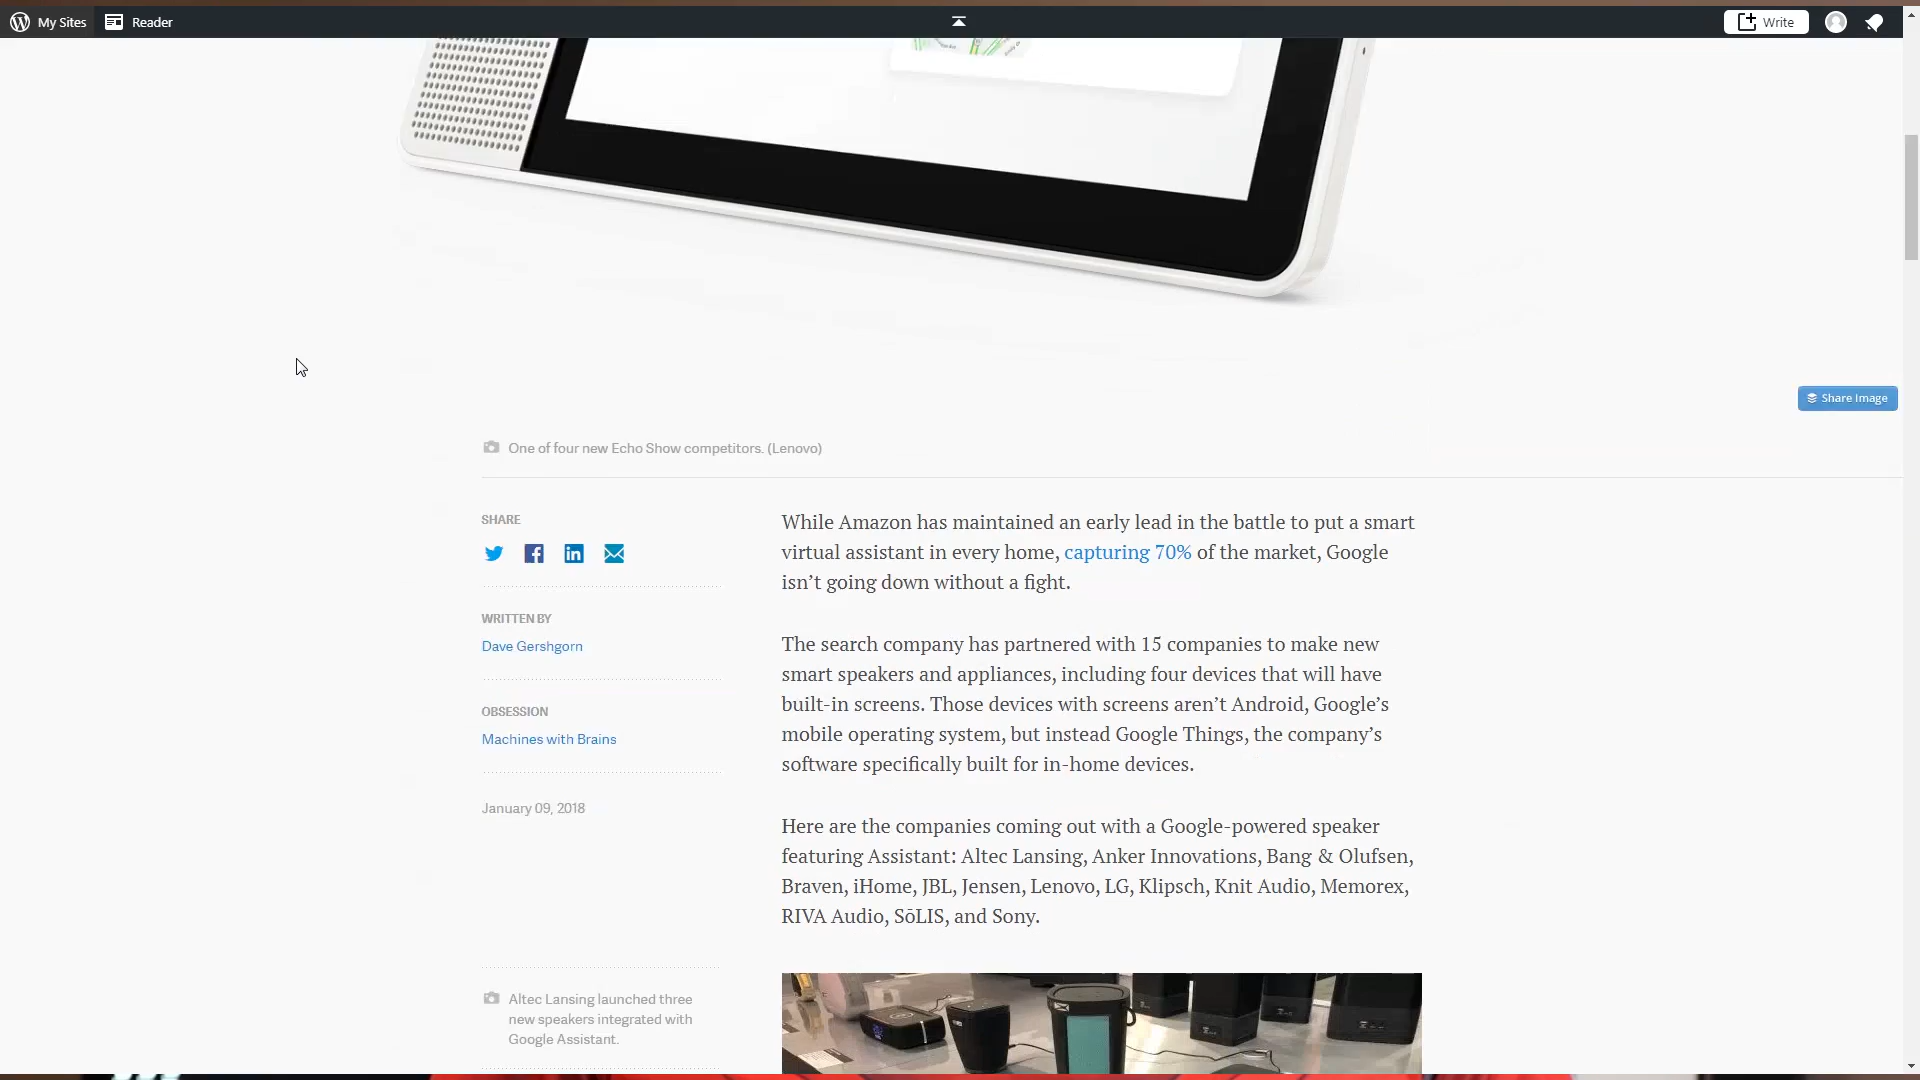 My Sites
Reader
Write
Share Image
One of four new Echo Show competitors. (Lenovo)
SHARE
WRITTEN BY
Dave Gershgorn
OBSESSION
Machines with Brains
January 09, 2018
Altec Lansing launched three
new speakers integrated with
Google Assistant.
While Amazon has maintained an early lead in the battle to put a smart
virtual assistant in every home, capturing 70% of the market, Google
isn’t going down without a fight.
The search company has partnered with 15 companies to make new
smart speakers and appliances, including four devices that will have
built-in screens. Those devices with screens aren’t Android, Google’s
mobile operating system, but instead Google Things, the company’s
software specifically built for in-home devices.
Here are the companies coming out with a Google-powered speaker
featuring Assistant: Altec Lansing, Anker Innovations, Bang & Olufsen,
Braven, iHome, JBL, Jensen, Lenovo, LG, Klipsch, Knit Audio, Memorex,
RIVA Audio, SōLIS, and Sony.